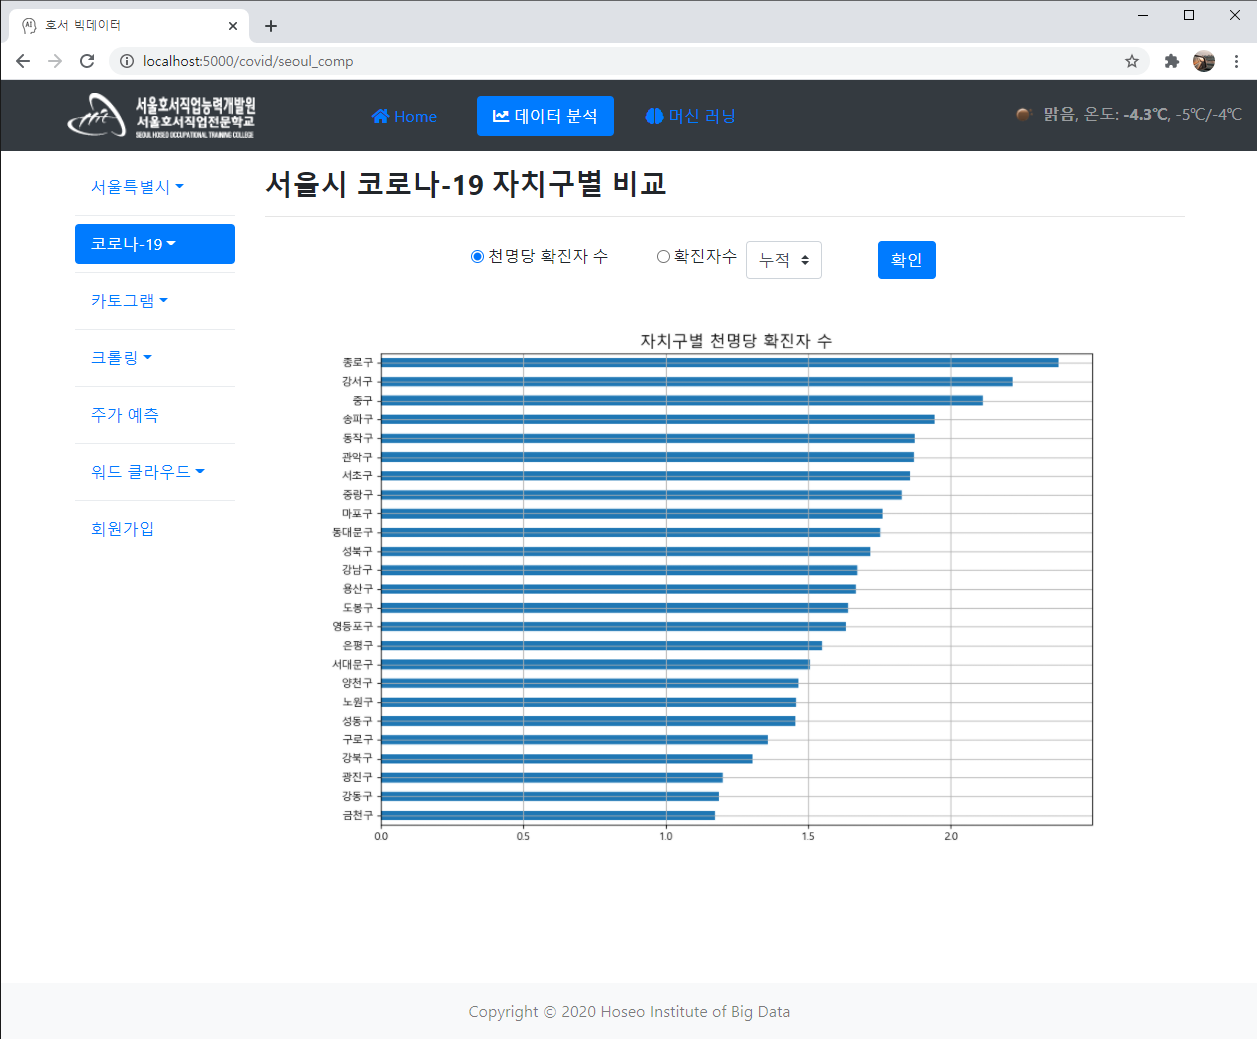 호서 빅데이터
localhost:5000/covid/seoul_comp
서울호서직업능력개발원
서울호서직업전문학교
SEOUL HOSEO OCCUPATIONAL TRAINING COLLEGE
Home
데이터 분석
머신 러닝
맑음, 온도: -4.3℃, -5℃/-4℃
서울특별시
코로나-19
카토그램
크롤링
주가 예측
워드 클라우드
회원가입
서울시 코로나-19 자치구별 비교
천명당 확진자 수 확진자수 누적 확인
자치구별 천명당 확진자 수
종로구
강서구
중구
송파구
동작구
관악구
서초구
중랑구
마포구
동대문구
성북구
강남구
용산구
도봉구
영등포구
은평구
서대문구
양천구
노원구
성동구
구로구
강북구
광진구
강동구
금천구
0.0 0.5 1.0 1.5 2.0
Copyright © 2020 Hoseo Institute of Big Data